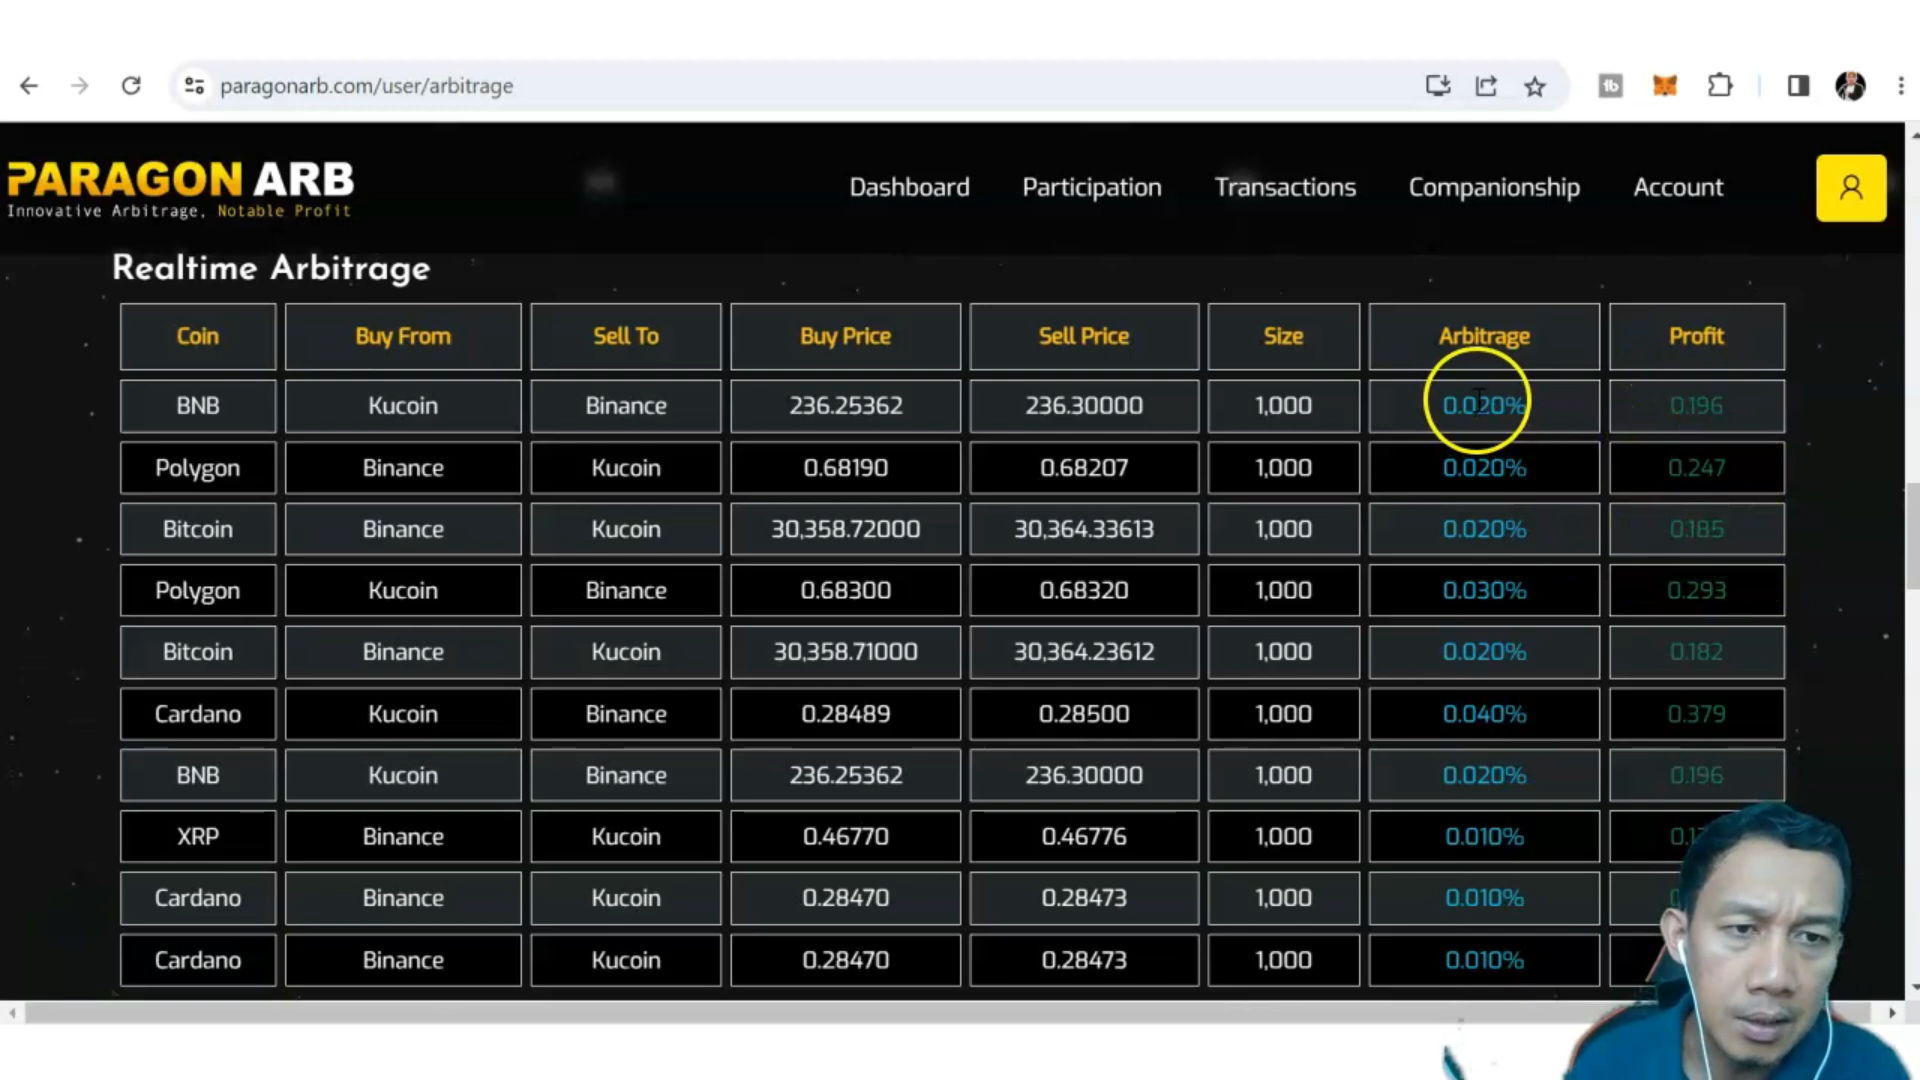 paragonarb.com/user/arbitrage
PARAGON ARB
Innovative Arbitrage, Notable Profit
Dashboard Participation Transactions Companionship Account
Realtime Arbitrage
Coin Buy From Sell To Buy Price Sell Price Size Arbitrage Profit
BNB Kucoin Binance 236.25362 236.30000 1,000 0.020% 0.196
Polygon Binance Kucoin 0.68190 0.68207 1,000 0.020% 0.247
Bitcoin Binance Kucoin 30,358.72000 30,364.33613 1,000 0.020% 0.185
Polygon Kucoin Binance 0.68300 0.68320 1,000 0.030% 0.293
Bitcoin Binance Kucoin 30,358.71000 30,364.23612 1,000 0.020% 0.182
Cardano Kucoin Binance 0.28489 0.28500 1,000 0.040% 0.379
BNB Kucoin Binance 236.25362 236.30000 1,000 0.020% 0.196
XRP Binance Kucoin 0.46770 0.46776 1,000 0.010%
Cardano Binance Kucoin 0.28470 0.28473 1,000 0.010%
Cardano Binance Kucoin 0.28470 0.28473 1,000 0.010%